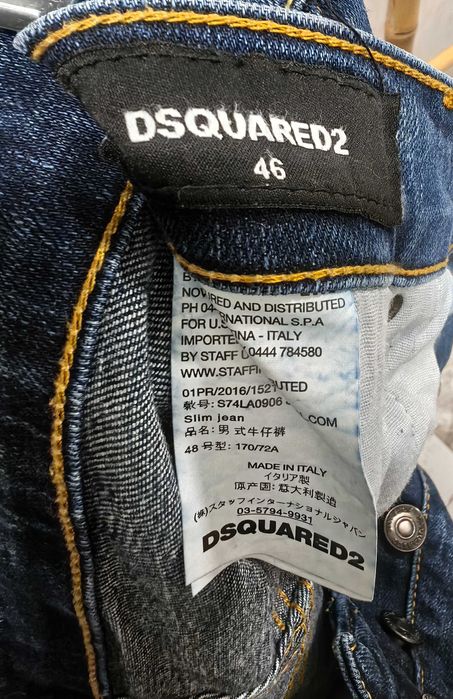 DSQUARED2
46
NOV RED AND DISTRIBUTED
PH 04- NATIONAL S.P.A
FOR U.
IMPORTE NA - ITALY
BY STAFF 0444 784580
WWW.STAFFI
01PR/2016/152 UTED
款号: S74LA0906 .COM
Slim jean
品名: 男 式牛仔裤
48 号型: 170/72A
MADE IN ITALY
イタリア製
原产国: 意大利製造
(株)スタッフインターナショナルジャパン
03-5794-9931
DSQUARED2